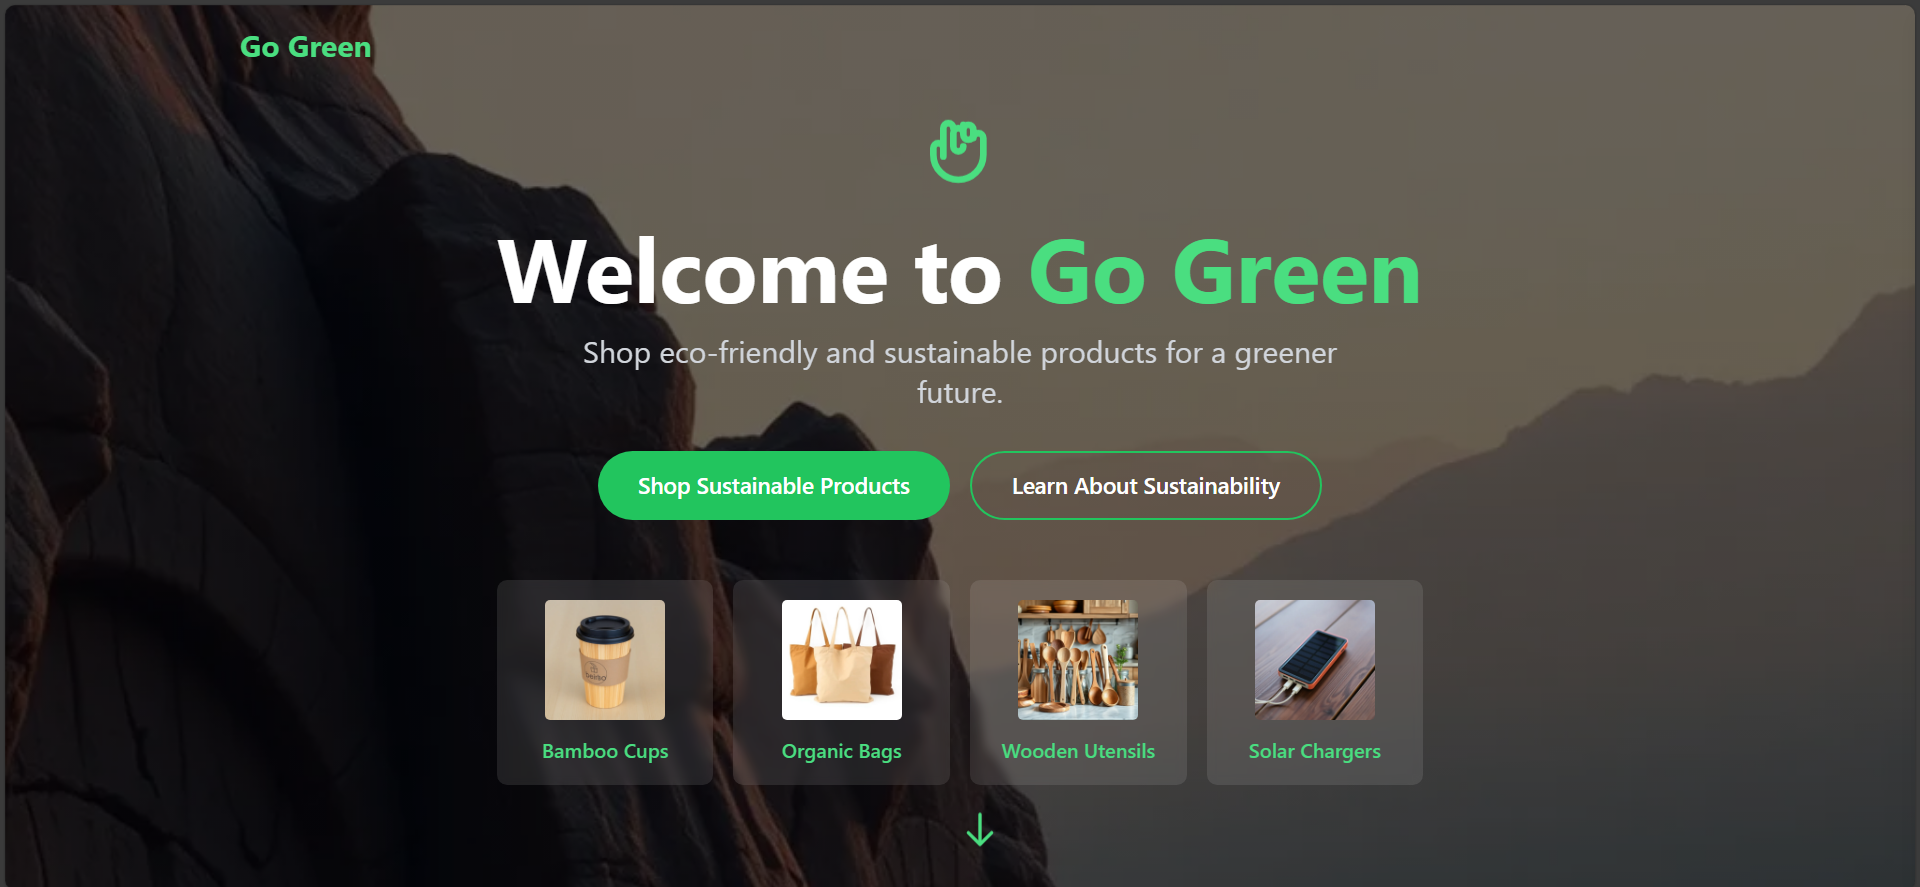 Go Green
Welcome to Go Green
Shop eco-friendly and sustainable products for a greener
future.
Shop Sustainable Products
Learn About Sustainability
Bamboo Cups
Organic Bags
Wooden Utensils
Solar Chargers